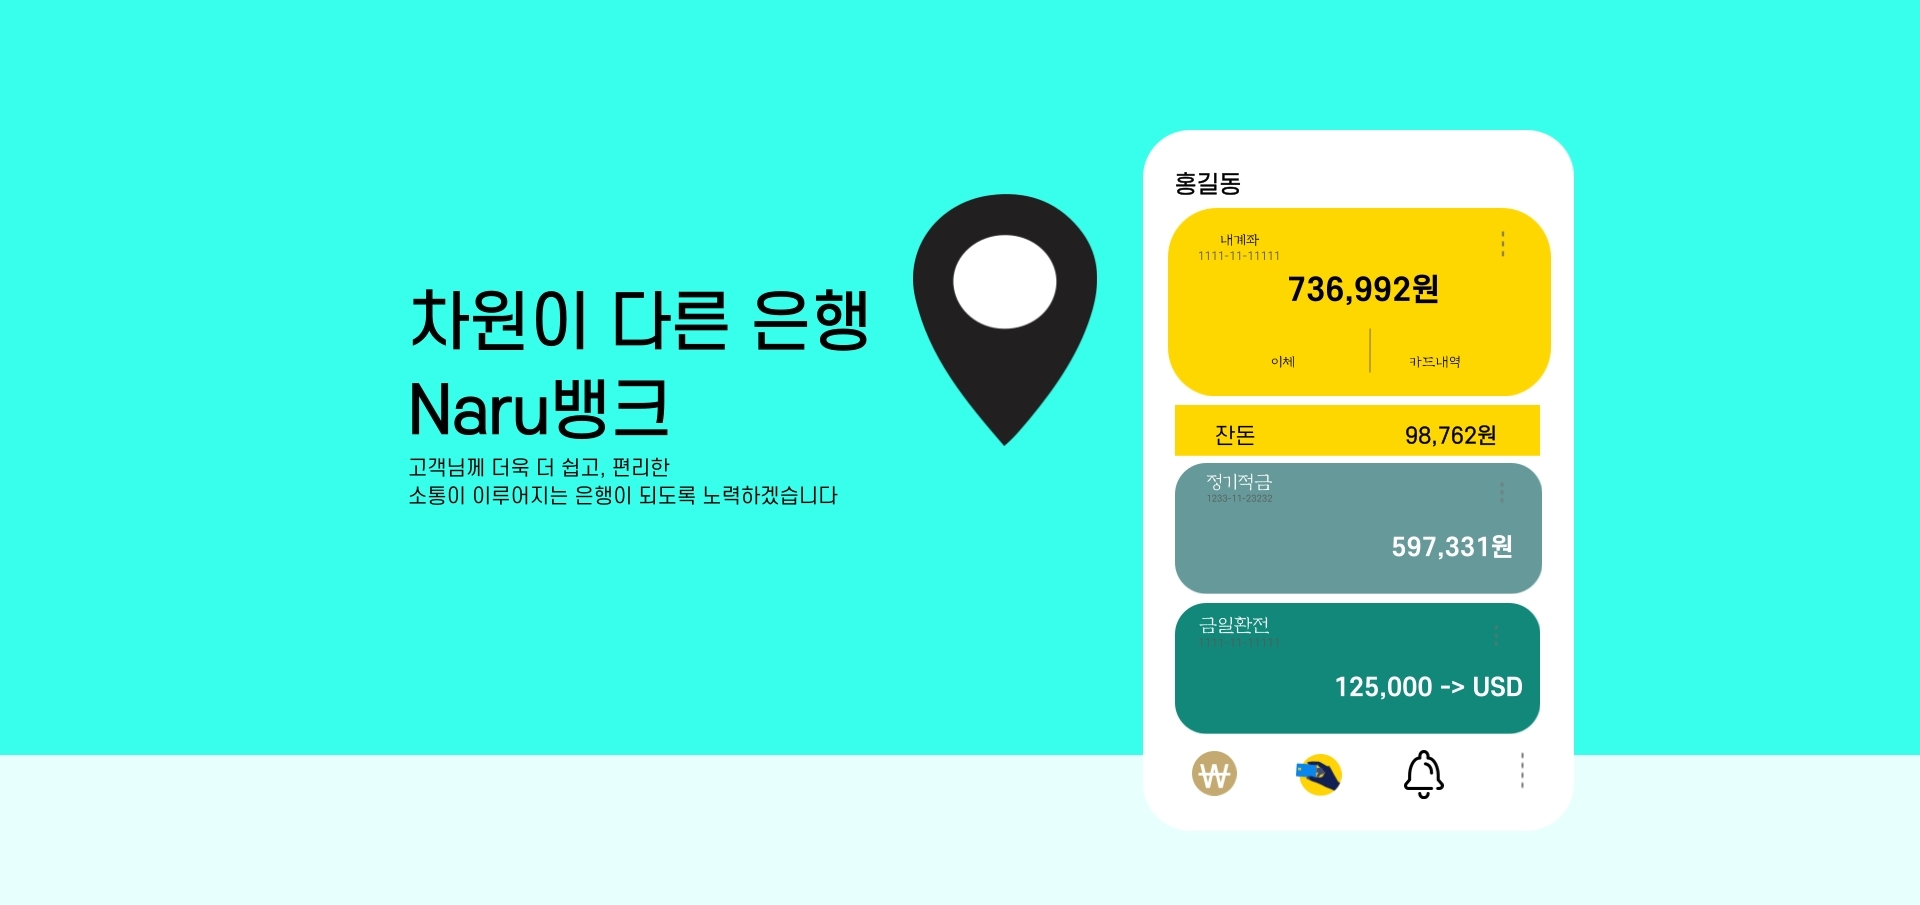 차원이 다른 은행
Naru뱅크
고객님께 더욱 더 쉽고, 편리한
소통이 이루어지는 은행이 되도록 노력하겠습니다
홍길동
내계좌
1111-11-11111
736,992원
이체
카드내역
잔돈
98,762원
정기적금
1233-11-23232
597,331원
금일환전
1111-11-11111
125,000 -> USD
₩